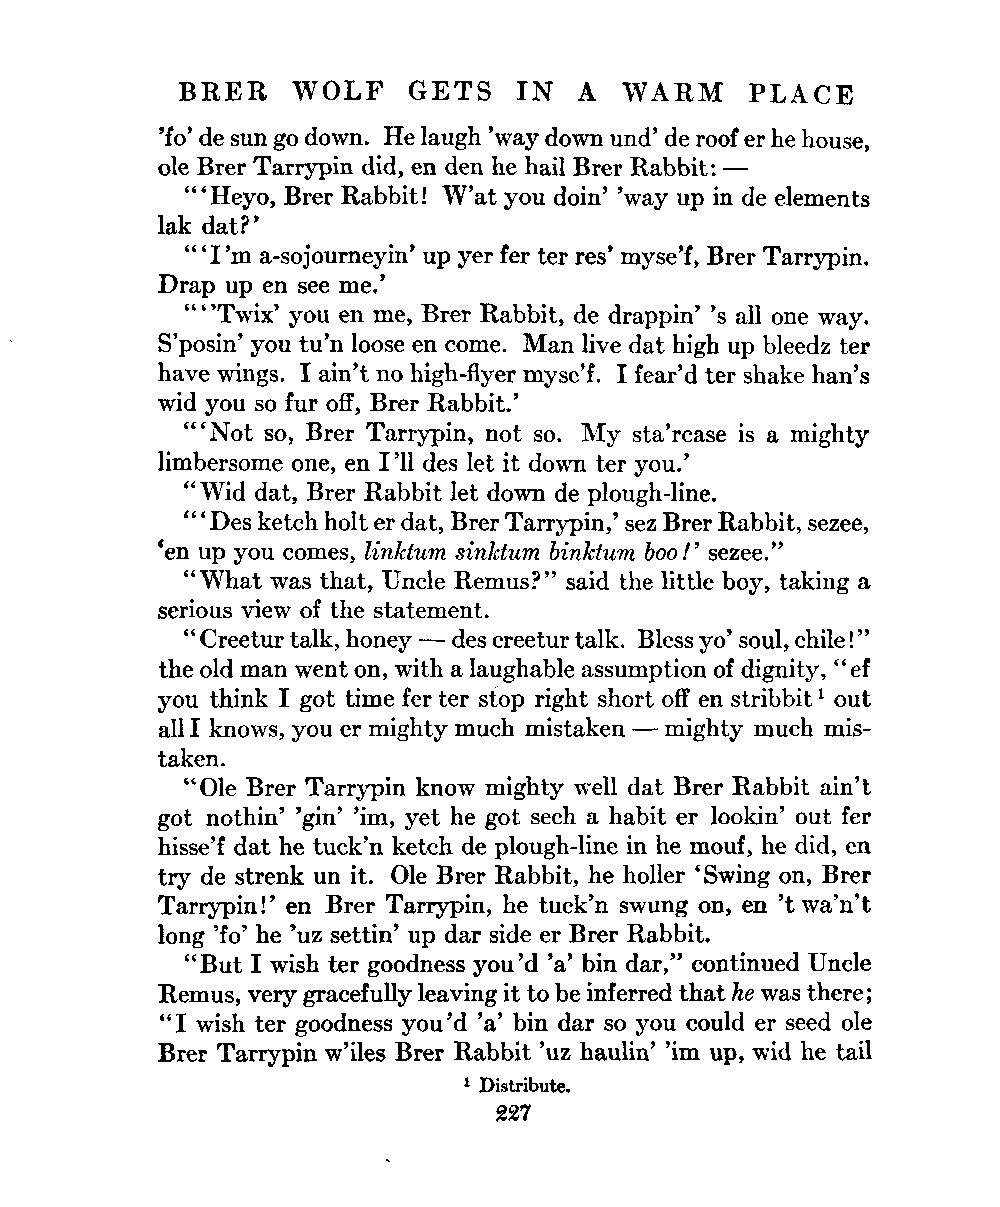 BRER WOLF GETS IN A WARM PLACE
’fo’ de sun go down. He laugh ’way down und’ de roof er he house,
ole Brer Tarrypin did, en den he hail Brer Rabbit: —
“‘Heyo, Brer Rabbit! W’at you doin’ ’way up in de elements
lak dat?’
“‘I’m a-sojourneyin’ up yer fer ter res’ myse’f, Brer Tarrypin.
Drap up en see me.’
“‘’Twix’ you en me, Brer Rabbit, de drappin’ ’s all one way.
S’posin’ you tu’n loose en come. Man live dat high up bleedz ter
have wings. I ain’t no high-flyer myse’f. I fear’d ter shake han’s
wid you so fur off, Brer Rabbit.’
“‘Not so, Brer Tarrypin, not so. My sta’rcase is a mighty
limbersome one, en I’ll des let it down ter you.’
“Wid dat, Brer Rabbit let down de plough-line.
“‘Des ketch holt er dat, Brer Tarrypin,’ sez Brer Rabbit, sezee,
‘en up you comes, linktum sinktum binktum boo!’ sezee.”
“What was that, Uncle Remus?” said the little boy, taking a
serious view of the statement.
“Creetur talk, honey — des creetur talk. Bless yo’ soul, chile!”
the old man went on, with a laughable assumption of dignity, “ef
you think I got time fer ter stop right short off en stribbit¹ out
all I knows, you er mighty much mistaken — mighty much mis-
taken.
“Ole Brer Tarrypin know mighty well dat Brer Rabbit ain’t
got nothin’ ’gin’ ’im, yet he got sech a habit er lookin’ out fer
hisse’f dat he tuck’n ketch de plough-line in he mouf, he did, en
try de strenk un it. Ole Brer Rabbit, he holler ‘Swing on, Brer
Tarrypin!’ en Brer Tarrypin, he tuck’n swung on, en ’t wa’n’t
long ’fo’ he ’uz settin’ up dar side er Brer Rabbit.
“But I wish ter goodness you’d ’a’ bin dar,” continued Uncle
Remus, very gracefully leaving it to be inferred that he was there;
“I wish ter goodness you’d ’a’ bin dar so you could er seed ole
Brer Tarrypin w’iles Brer Rabbit ’uz haulin’ ’im up, wid he tail
¹ Distribute.
227